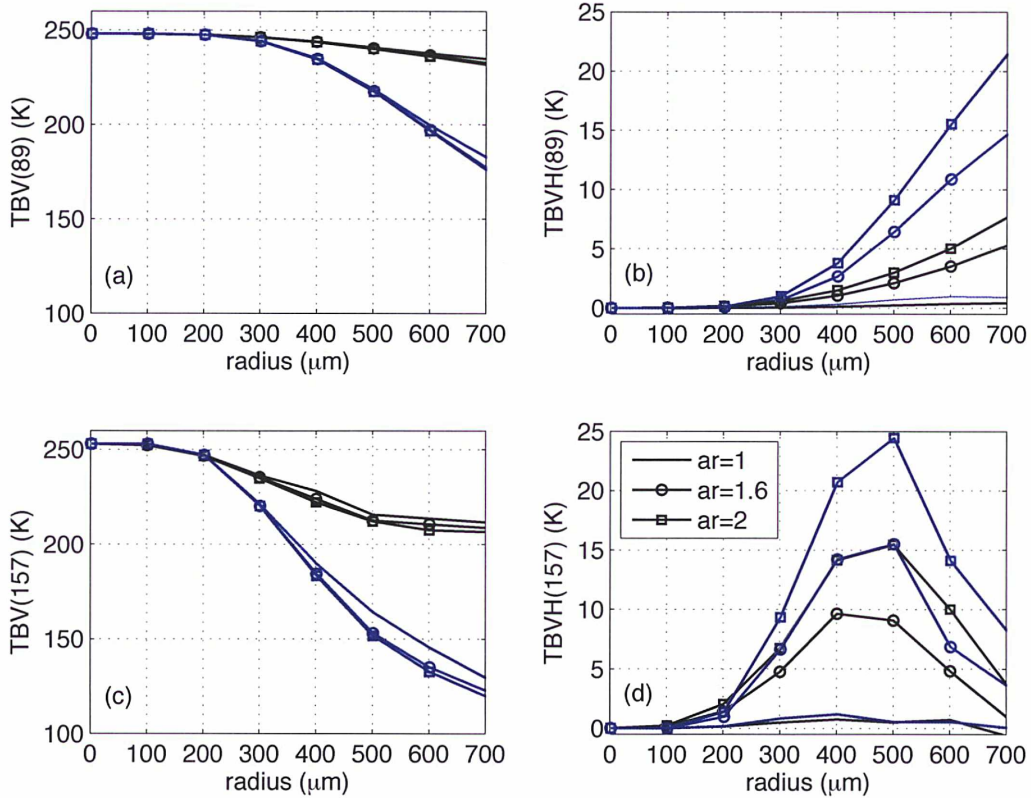 250
200
150
100
TBV(89) (K)
(a)
0 100 200 300 400 500 600 700
radius (μm)
25
20
15
10
5
0
TBVH(89) (K)
(b)
0 100 200 300 400 500 600 700
radius (μm)
250
200
150
100
TBV(157) (K)
(c)
0 100 200 300 400 500 600 700
radius (μm)
25
20
15
10
5
0
TBVH(157) (K)
ar=1
ar=1.6
ar=2
(d)
0 100 200 300 400 500 600 700
radius (μm)